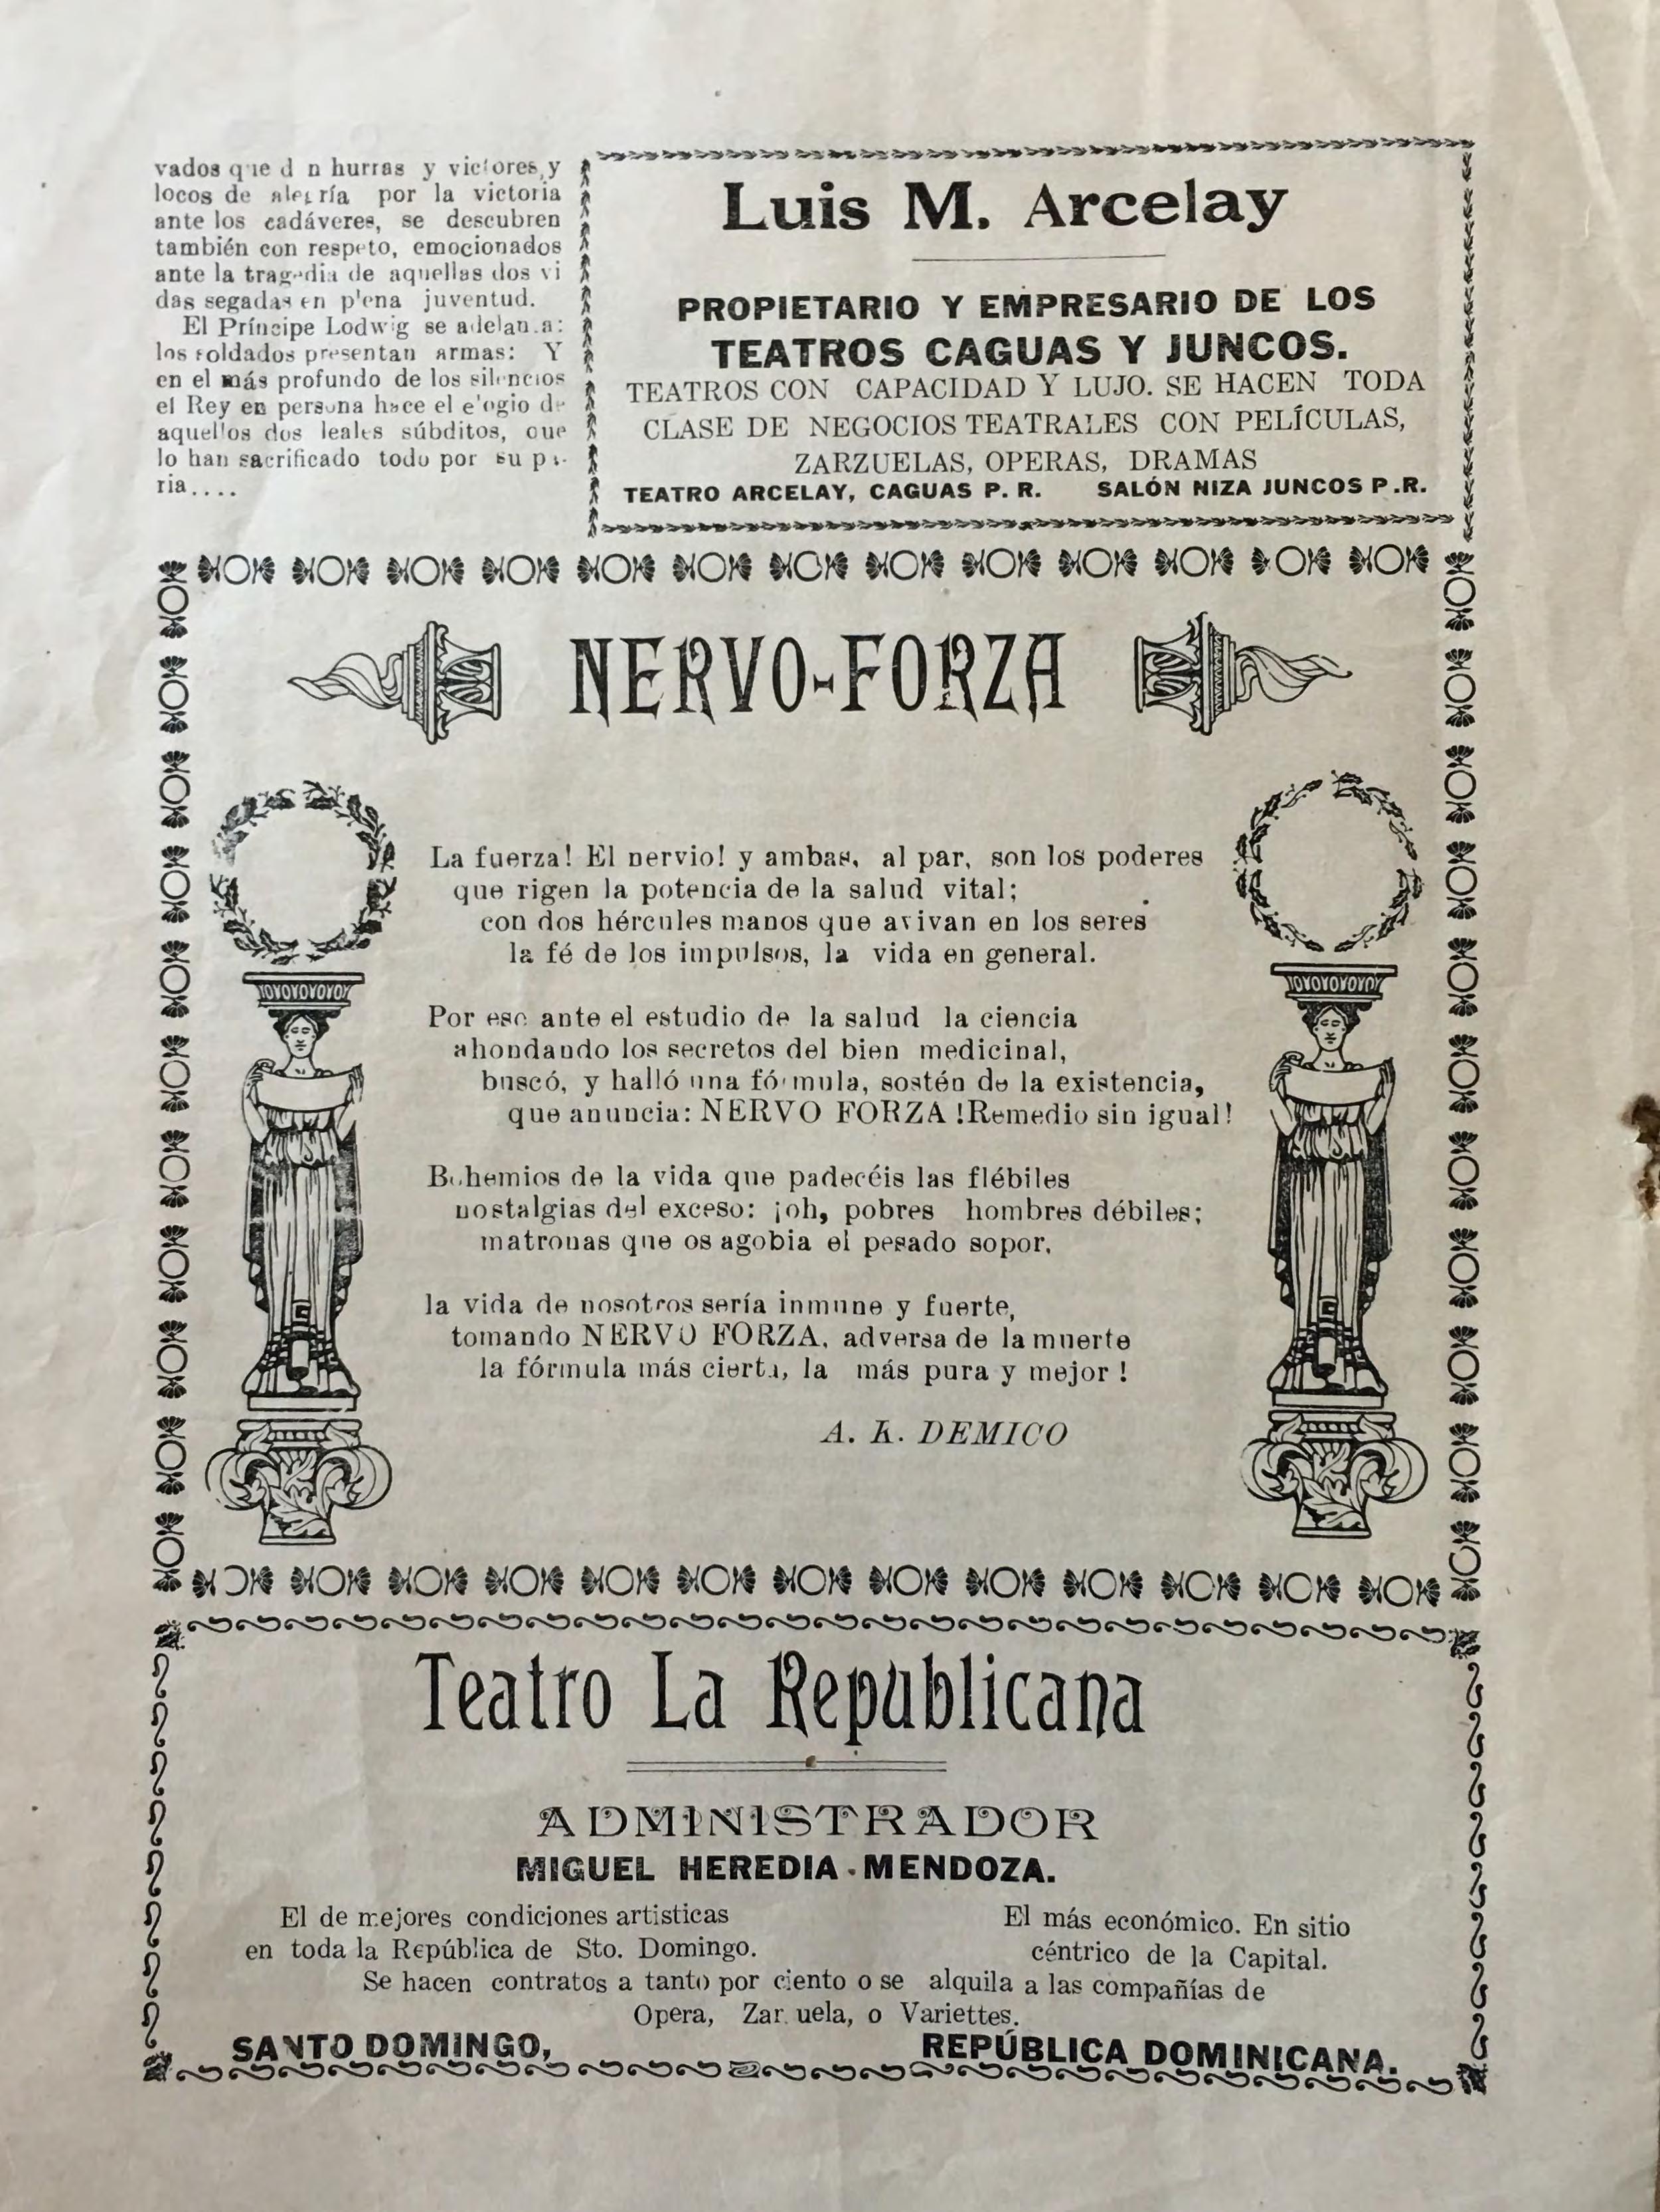 vados que d n hurras y victores, y
locos de alegría por la victoria
ante los cadáveres, se descubren
también con respeto, emocionados
ante la tragedia de aquellas dos vi
das segadas en p'ena juventud.
El Príncipe Lodwig se adelan.a:
los soldados presentan armas: Y
en el más profundo de los silencios
el Rey en persona hace el e'ogio de
aquel'os dos leales súbditos, que
lo han sacrificado todo por su pa-
ria....
Luis M. Arcelay
PROPIETARIO Y EMPRESARIO DE LOS
TEATROS CAGUAS Y JUNCOS.
TEATROS CON CAPACIDAD Y LUJO. SE HACEN TODA
CLASE DE NEGOCIOS TEATRALES CON PELÍCULAS,
ZARZUELAS, OPERAS, DRAMAS
TEATRO ARCELAY, CAGUAS P. R. SALÓN NIZA JUNCOS P.R.
NERVO-FORZA
La fuerza! El nervio! y ambas, al par, son los poderes
que rigen la potencia de la salud vital;
con dos hércules manos que avivan en los seres
la fé de los impulsos, la vida en general.
Por eso ante el estudio de la salud la ciencia
ahondando los secretos del bien medicinal,
buscó, y halló una fórmula, sostén de la existencia,
que anuncia: NERVO FORZA !Remedio sin igual!
Bohemios de la vida que padecéis las flébiles
nostalgias del exceso: ¡oh, pobres hombres débiles;
matronas que os agobia el pesado sopor,
la vida de nosotros sería inmune y fuerte,
tomando NERVO FORZA, adversa de la muerte
la fórmula más cierta, la más pura y mejor !
A. K. DEMICO
Teatro La Republicana
ADMINISTRADOR
MIGUEL HEREDIA - MENDOZA.
El de mejores condiciones artisticas
en toda la República de Sto. Domingo.
El más económico. En sitio
céntrico de la Capital.
Se hacen contratos a tanto por ciento o se alquila a las compañías de
Opera, Zar uela, o Variettes.
SANTO DOMINGO, REPÚBLICA DOMINICANA.